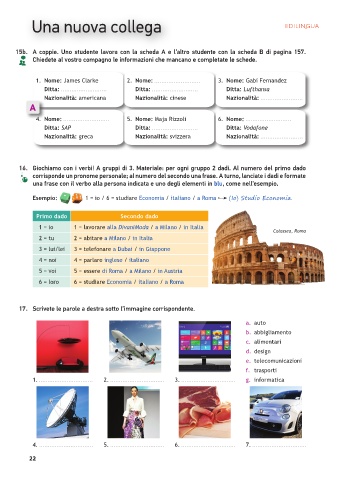 Una nuova collega
EDILINGUA
15b. A coppie. Uno studente lavora con la scheda A e l'altro studente con la scheda B di pagina 157.
Chiedete al vostro compagno le informazioni che mancano e completate le schede.
1. Nome: James Clarke
Ditta: ....................
Nazionalità: americana
2. Nome: ....................
Ditta: ....................
Nazionalità: cinese
3. Nome: Gabi Fernandez
Ditta: Lufthansa
Nazionalità: ....................
A
4. Nome: ....................
Ditta: SAP
Nazionalità: greca
5. Nome: Maja Rizzoli
Ditta: ....................
Nazionalità: svizzera
6. Nome: ....................
Ditta: Vodafone
Nazionalità: ....................
16. Giochiamo con i verbi! A gruppi di 3. Materiale: per ogni gruppo 2 dadi. Al numero del primo dado
corrisponde un pronome personale; al numero del secondo una frase. A turno, lanciate i dadi e formate
una frase con il verbo alla persona indicata e uno degli elementi in blu, come nell'esempio.
Esempio: 1 = io / 6 = studiare Economia / italiano / a Roma → (Io) Studio Economia.
Primo dado Secondo dado
1 = io 1 = lavorare alla DivaniModa / a Milano / in Italia
2 = tu 2 = abitare a Milano / in Italia
3 = lui/lei 3 = telefonare a Dubai / in Giappone
4 = noi 4 = parlare inglese / italiano
5 = voi 5 = essere di Roma / a Milano / in Austria
6 = loro 6 = studiare Economia / italiano / a Roma
Colosseo, Roma
17. Scrivete le parole a destra sotto l'immagine corrispondente.
a. auto
b. abbigliamento
c. alimentari
d. design
e. telecomunicazioni
f. trasporti
g. informatica
1. ....................
2. ....................
3. ....................
4. ....................
5. ....................
6. ....................
7. ....................
22